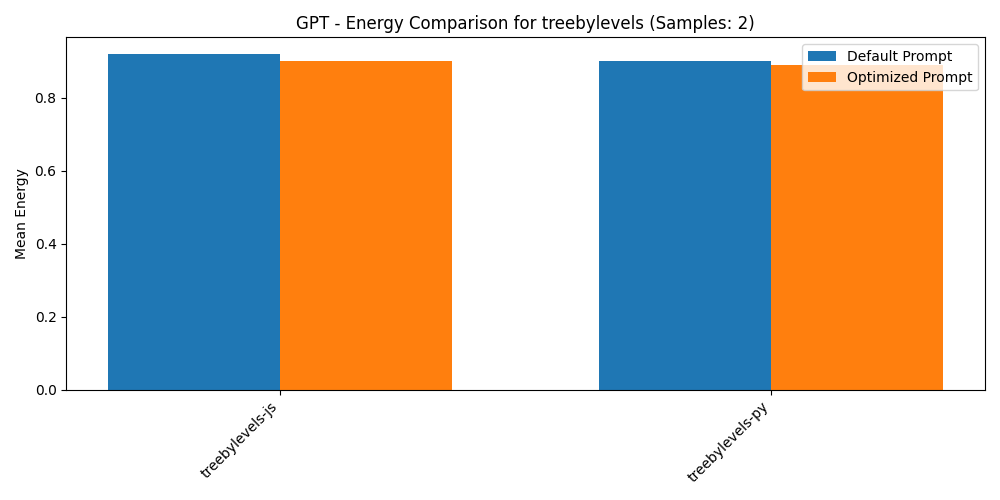 GPT - Energy Comparison for treebylevels (Samples: 2)
Default Prompt
Optimized Prompt
Mean Energy
0.8
0.6
0.4
0.2
0.0
treebylevels-js
treebylevels-py